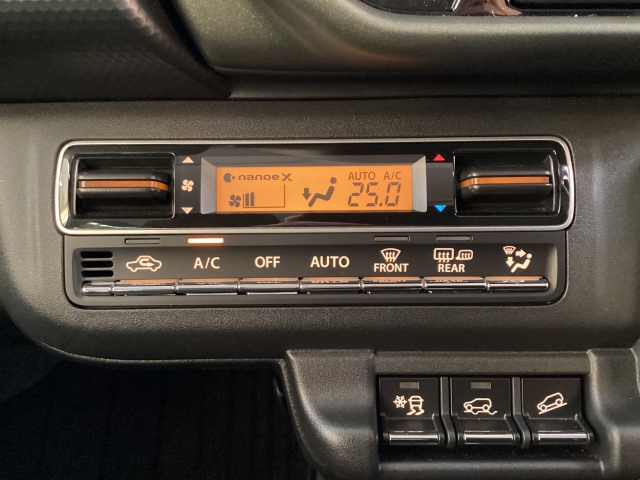 nanoeX AUTO A/C
25.0
A/C OFF AUTO FRONT REAR